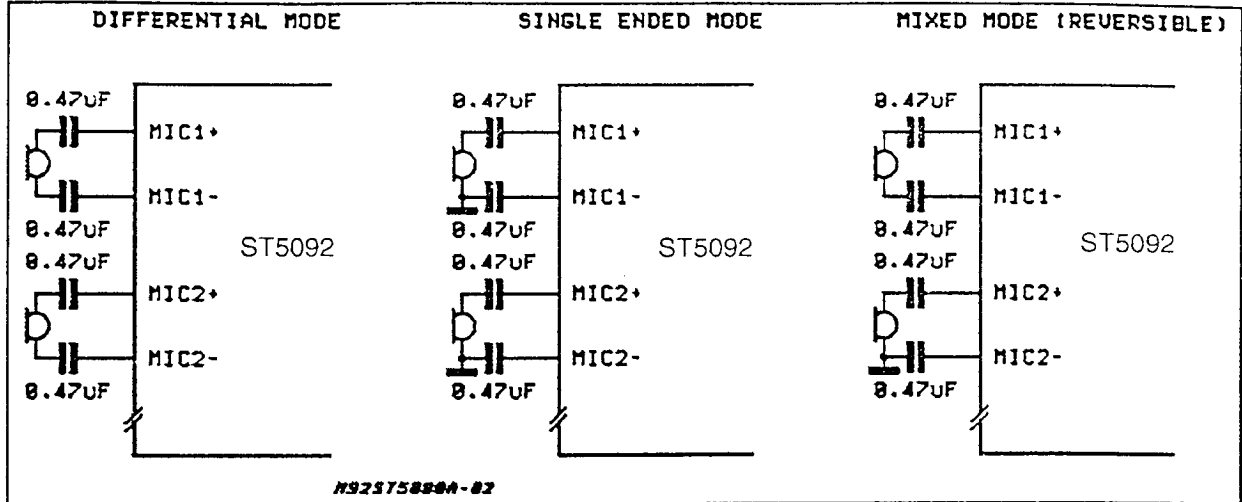 DIFFERENTIAL MODE
SINGLE ENDED MODE
MIXED MODE (REVERSIBLE)
0.47uF
MIC1+
MIC1-
0.47uF
ST5092
0.47uF
MIC2+
MIC2-
0.47uF
0.47uF
MIC1+
MIC1-
0.47uF
ST5092
0.47uF
MIC2+
MIC2-
0.47uF
0.47uF
MIC1+
MIC1-
0.47uF
ST5092
0.47uF
MIC2+
MIC2-
0.47uF